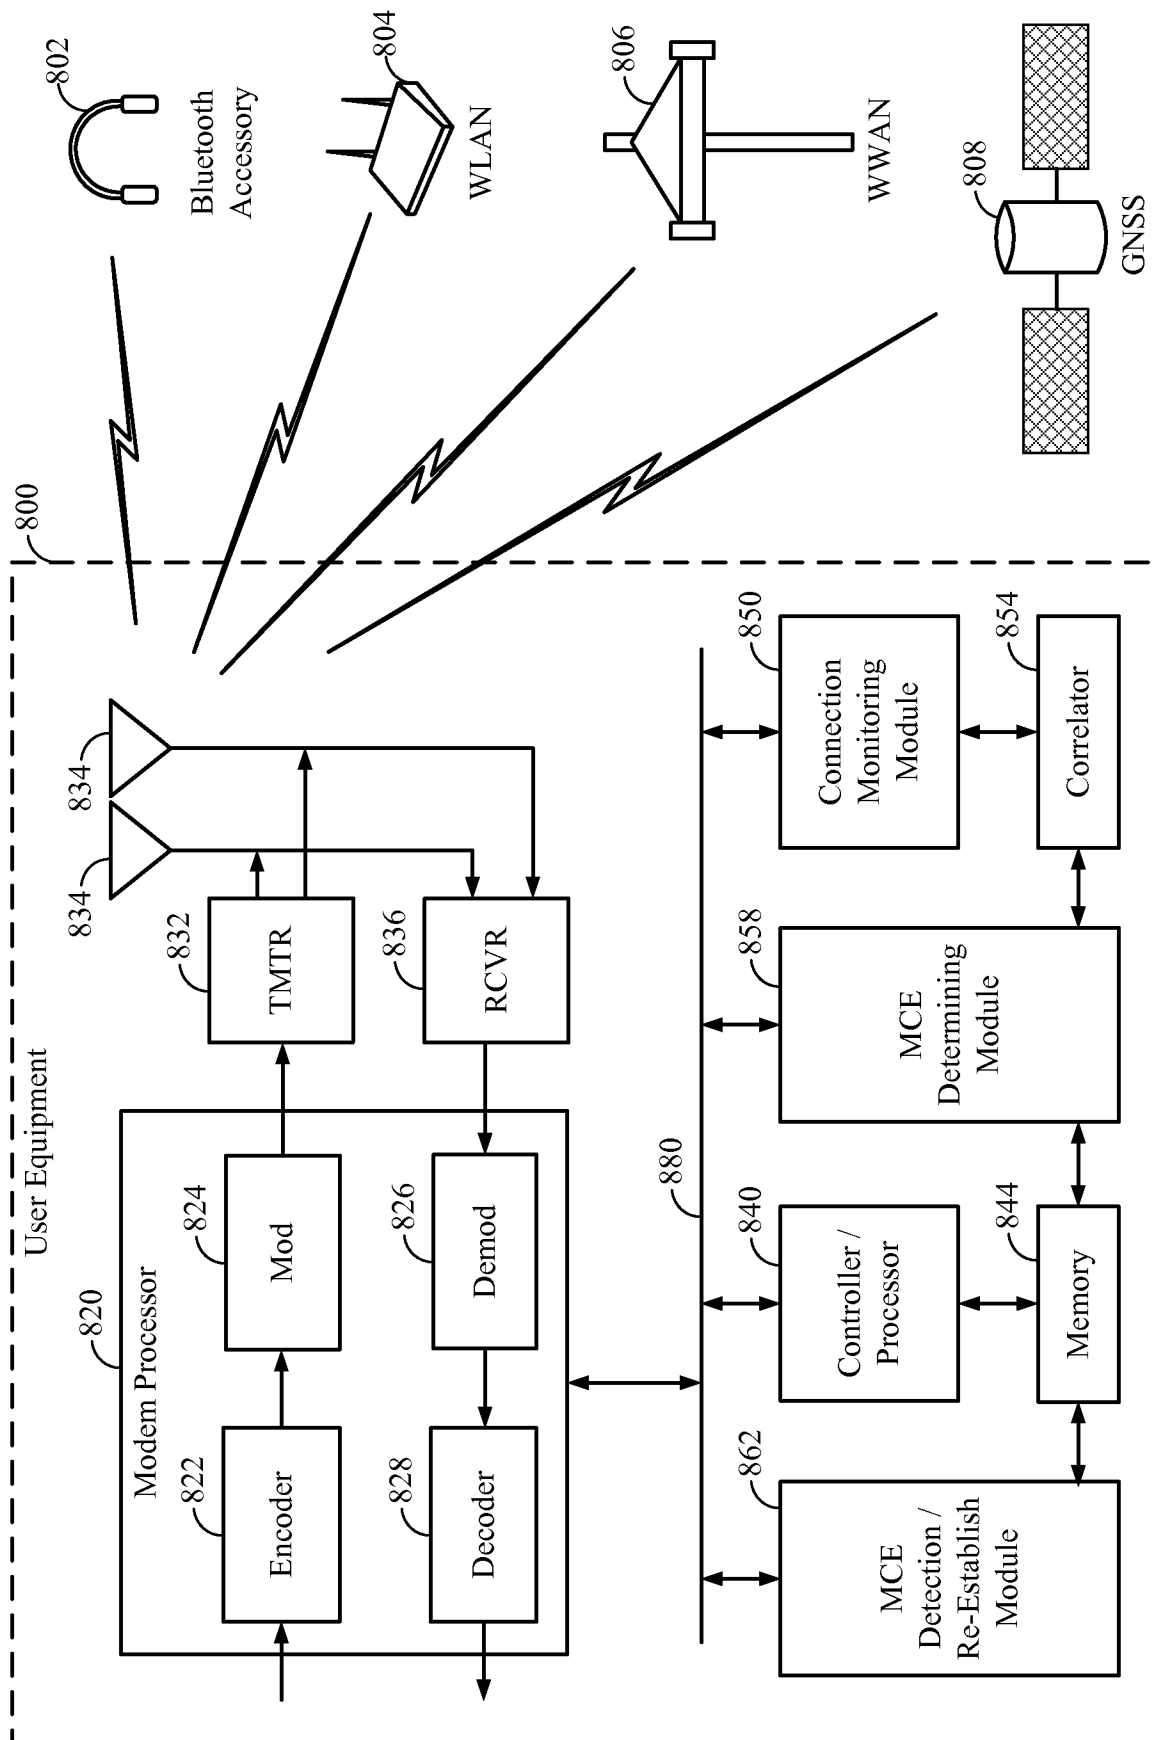 User Equipment
800
820
Modem Processor
822
Encoder
824
Mod
832
TMTR
834
834
828
Decoder
826
Demod
836
RCVR
802
Bluetooth
Accessory
804
WLAN
806
WWAN
808
GNSS
880
862
MCE
Detection /
Re-Establish
Module
840
Controller /
Processor
844
Memory
858
MCE
Determining
Module
850
Connection
Monitoring
Module
854
Correlator